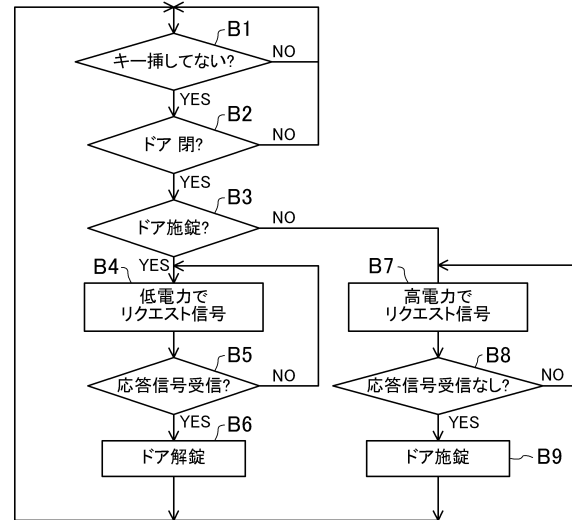 B1
キー挿してない?
NO
YES
B2
ドア 閉?
NO
YES
B3
ドア施錠?
NO
YES
B4
低電力で
リクエスト信号
B7
高電力で
リクエスト信号
B5
応答信号受信?
NO
YES
B8
応答信号受信なし?
NO
YES
B6
ドア解錠
ドア施錠
B9